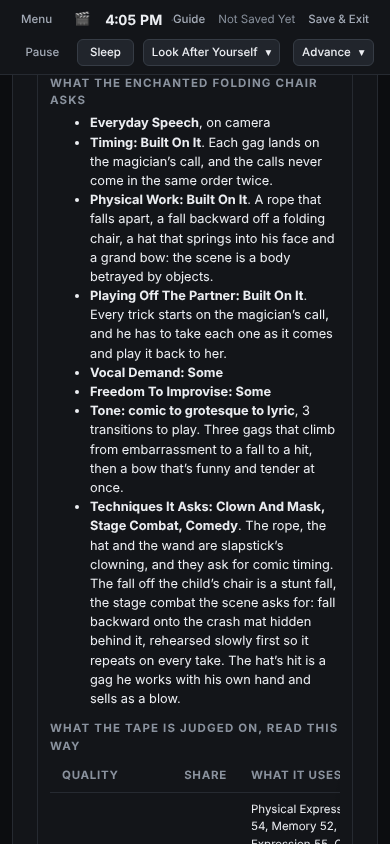 Menu 🎬 4:05 PM Guide Not Saved Yet Save & Exit
Pause Sleep Look After Yourself ▾ Advance ▾
WHAT THE ENCHANTED FOLDING CHAIR
ASKS
• Everyday Speech, on camera
• Timing: Built On It. Each gag lands on
the magician’s call, and the calls never
come in the same order twice.
• Physical Work: Built On It. A rope that
falls apart, a fall backward off a folding
chair, a hat that springs into his face and
a grand bow: the scene is a body
betrayed by objects.
• Playing Off The Partner: Built On It.
Every trick starts on the magician’s call,
and he has to take each one as it comes
and play it back to her.
• Vocal Demand: Some
• Freedom To Improvise: Some
• Tone: comic to grotesque to lyric, 3
transitions to play. Three gags that climb
from embarrassment to a fall to a hit,
then a bow that’s funny and tender at
once.
• Techniques It Asks: Clown And Mask,
Stage Combat, Comedy. The rope, the
hat and the wand are slapstick’s
clowning, and they ask for comic timing.
The fall off the child’s chair is a stunt fall,
the stage combat the scene asks for: fall
backward onto the crash mat hidden
behind it, rehearsed slowly first so it
repeats on every take. The hat’s hit is a
gag he works with his own hand and
sells as a blow.
WHAT THE TAPE IS JUDGED ON, READ THIS
WAY
QUALITY SHARE WHAT IT USES
Physical Express
54, Memory 52,
Expression 55,